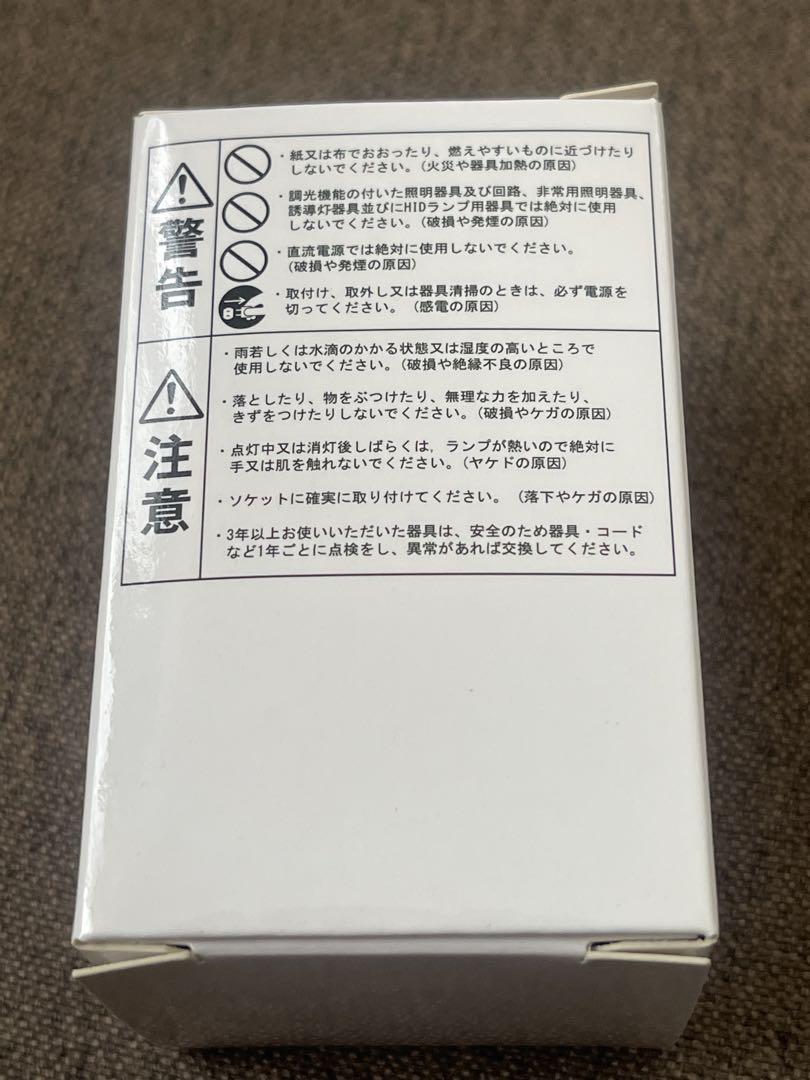 警告
・紙又は布でおおったり、燃えやすいものに近づけたり
しないでください。(火災や器具加熱の原因)
・調光機能の付いた照明器具及び回路、非常用照明器具、
誘導灯器具並びにHIDランプ用器具では絶対に使用
しないでください。(破損や発煙の原因)
・直流電源では絶対に使用しないでください。
(破損や発煙の原因)
・取付け、取外し又は器具清掃のときは、必ず電源を
切ってください。(感電の原因)
注意
・雨若しくは水滴のかかる状態又は湿度の高いところで
使用しないでください。(破損や絶縁不良の原因)
・落としたり、物をぶつけたり、無理な力を加えたり、
きずをつけたりしないでください。(破損やケガの原因)
・点灯中又は消灯後しばらくは,ランプが熱いので絶対に
手又は肌を触れないでください。(ヤケドの原因)
・ソケットに確実に取り付けてください。(落下やケガの原因)
・3年以上お使いいただいた器具は、安全のため器具・コード
など1年ごとに点検をし、異常があれば交換してください。